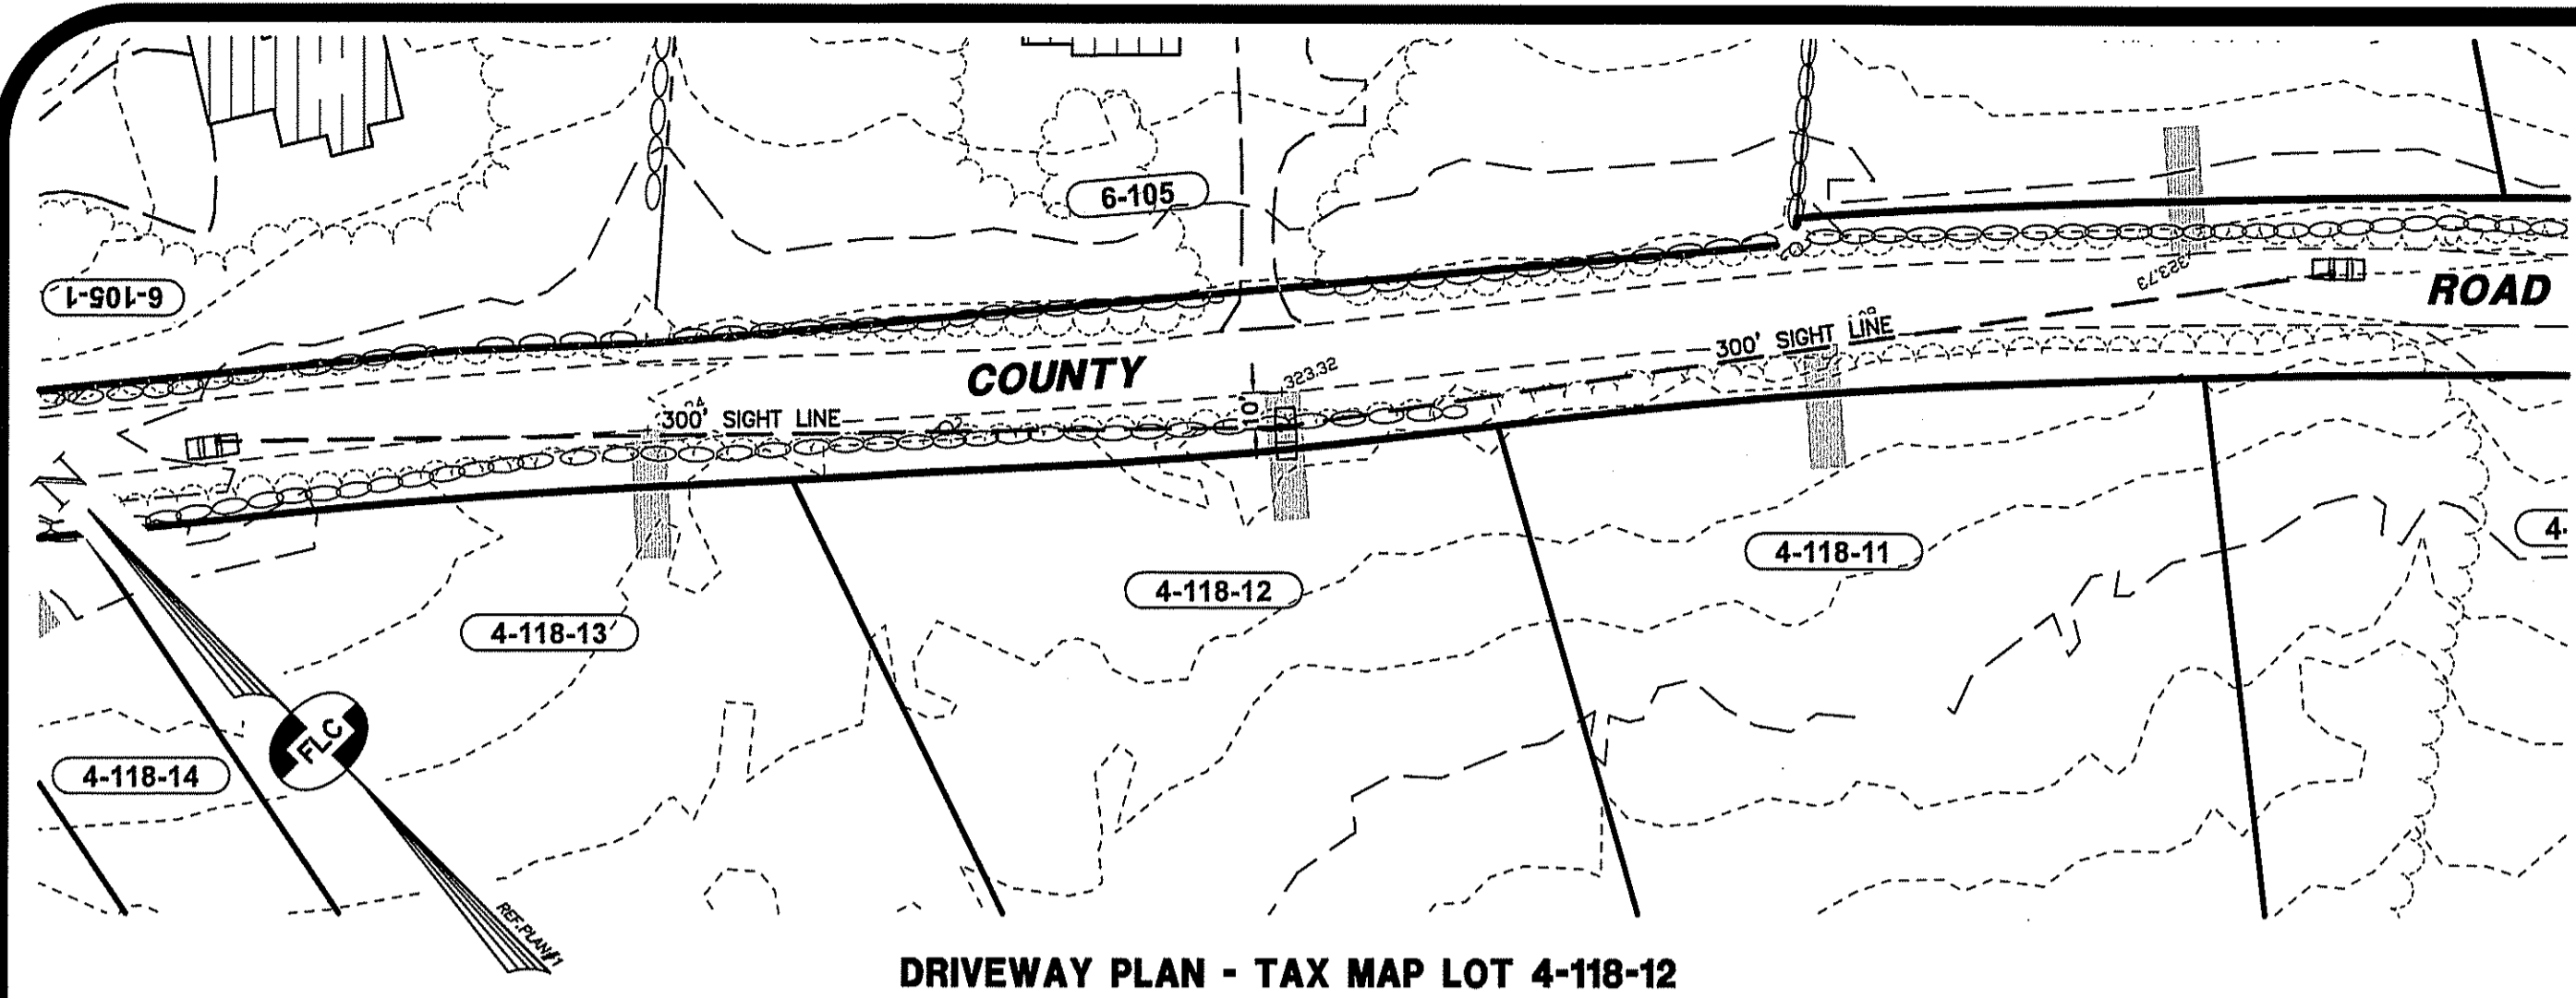 6-105
6-105-1
323.73
ROAD
300' SIGHT LINE
COUNTY
323.32
10'
300' SIGHT LINE
N
4-118-11
4-
4-118-12
4-118-13
FLC
4-118-14
REF.PLAN#1
DRIVEWAY PLAN - TAX MAP LOT 4-118-12